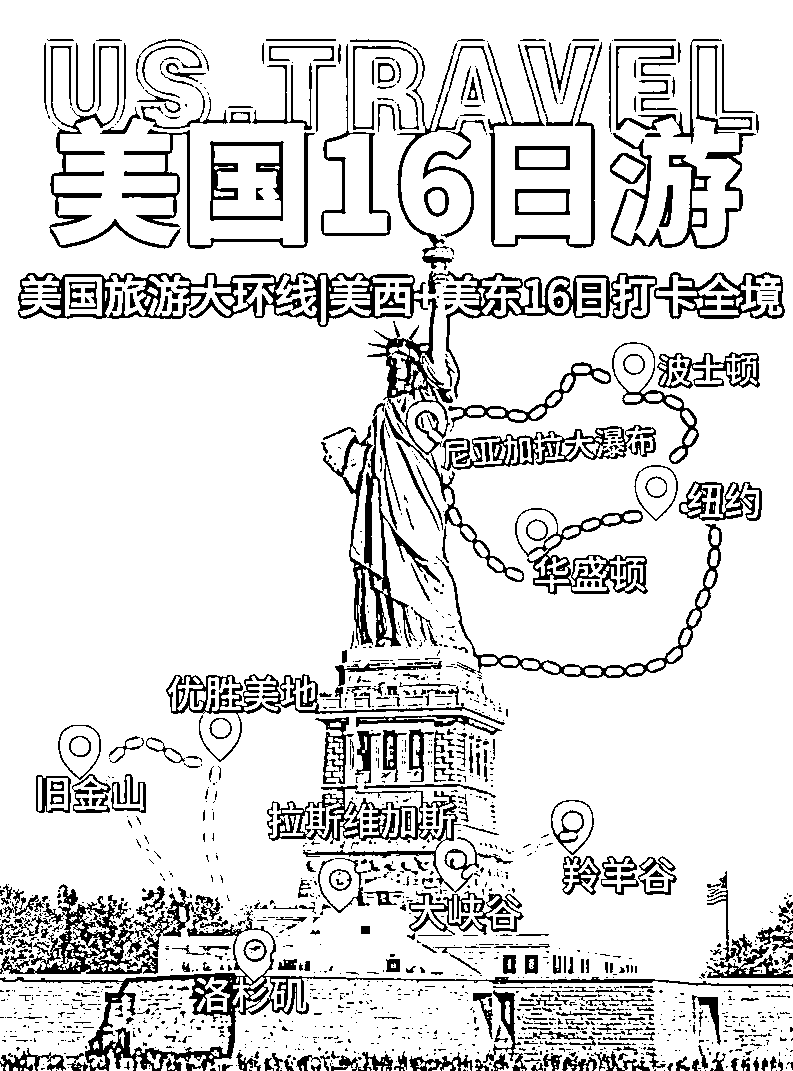 US.TRAVEL
美国16日游
美国旅游大环线|美西+美东16日打卡全境
波士顿
尼亚加拉大瀑布
纽约
华盛顿
优胜美地
旧金山
拉斯维加斯
羚羊谷
大峡谷
洛杉矶